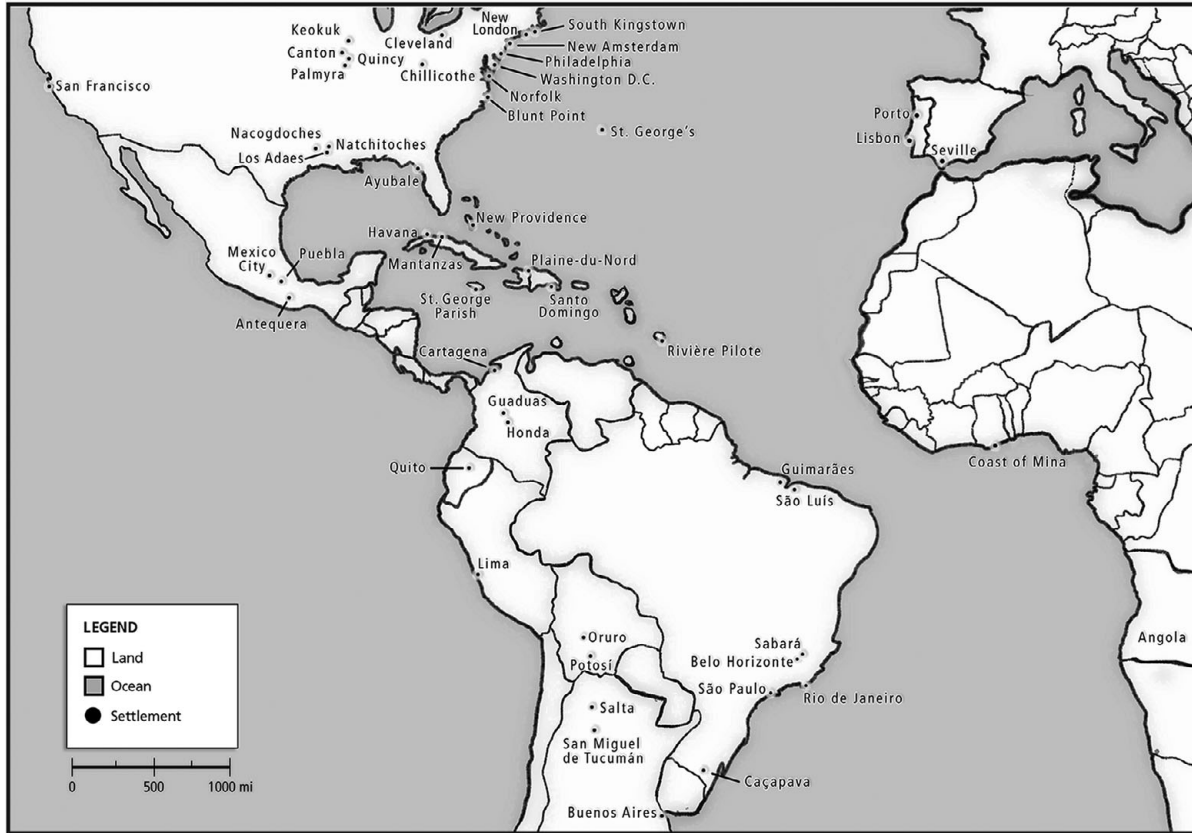 New
London
South Kingstown
Keokuk
Cleveland
New Amsterdam
Canton
Quincy
Philadelphia
Palmyra
Chillicothe
Washington D.C.
San Francisco
Norfolk
Blunt Point
Porto
St. George's
Nacogdoches
Natchitoches
Lisbon
Los Adaes
Seville
Ayubale
New Providence
Havana
Mantanzas
Mexico
City
Puebla
Plaine-du-Nord
St. George
Parish
Santo
Domingo
Antequera
Cartagena
Rivière Pilote
Guaduas
Honda
Quito
Guimarães
Coast of Mina
São Luís
Lima
LEGEND
Land
Ocean
Settlement
Oruro
Potosí
Sabará
Belo Horizonte
Angola
São Paulo
Rio de Janeiro
Salta
San Miguel
de Tucumán
Caçapava
0 500 1000 mi
Buenos Aires